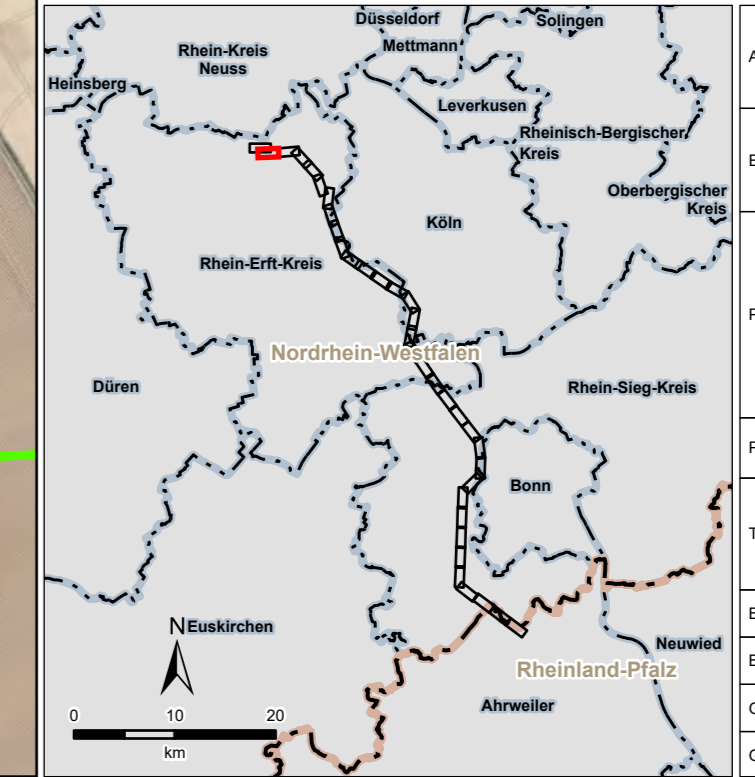 Düsseldorf
Solingen
Mettmann
Rhein-Kreis
Neuss
Heinsberg
Leverkusen
Rheinisch-Bergischer
Kreis
Oberbergischer
Kreis
Köln
Rhein-Erft-Kreis
Nordrhein-Westfalen
Düren
Rhein-Sieg-Kreis
Bonn
N
Euskirchen
Neuwied
Rheinland-Pfalz
Ahrweiler
0 10 20
km